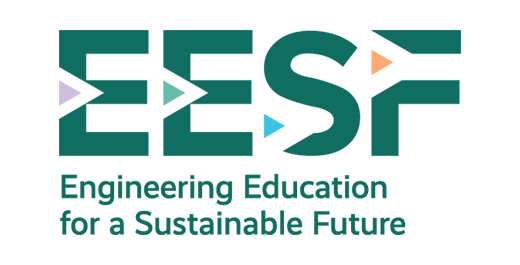 EESF
Engineering Education
for a Sustainable Future